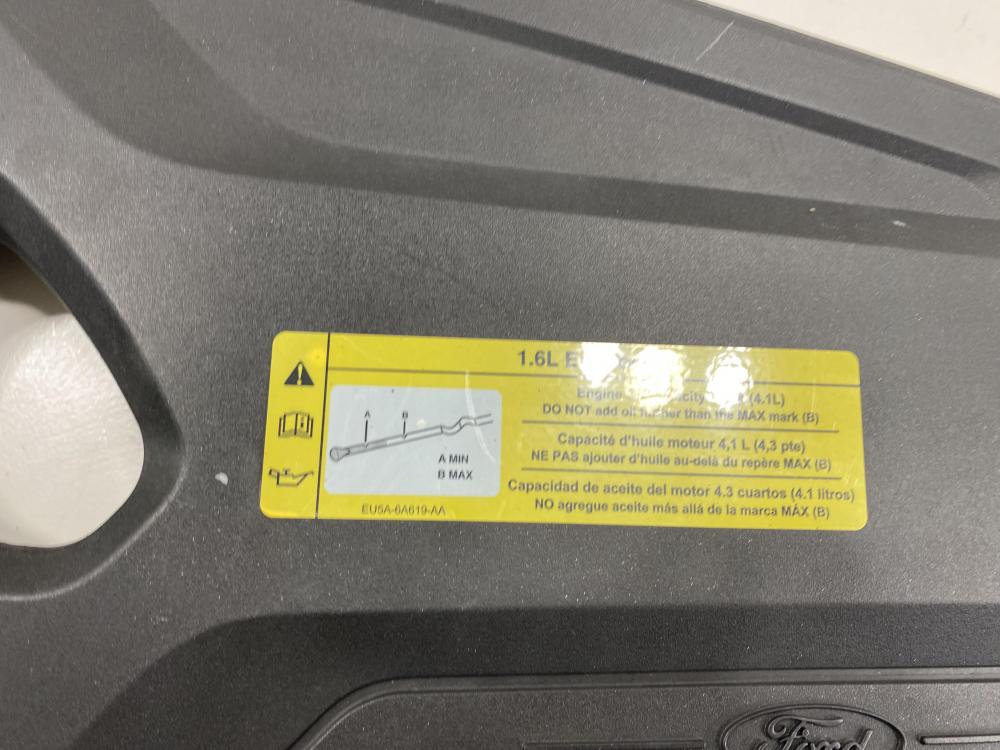 1.6L
Engine (4.1L)
DO NOT add oil than the MAX mark (B)
Capacité d'huile moteur 4,1 L (4,3 pte)
NE PAS ajouter d'huile au-delà du repère MAX (B)
Capacidad de aceite del motor 4.3 cuartos (4.1 litros)
NO agregue aceite más allá de la marca MÁX (B)
A B
A MIN
B MAX
EU5A-6A619-AA
Ford